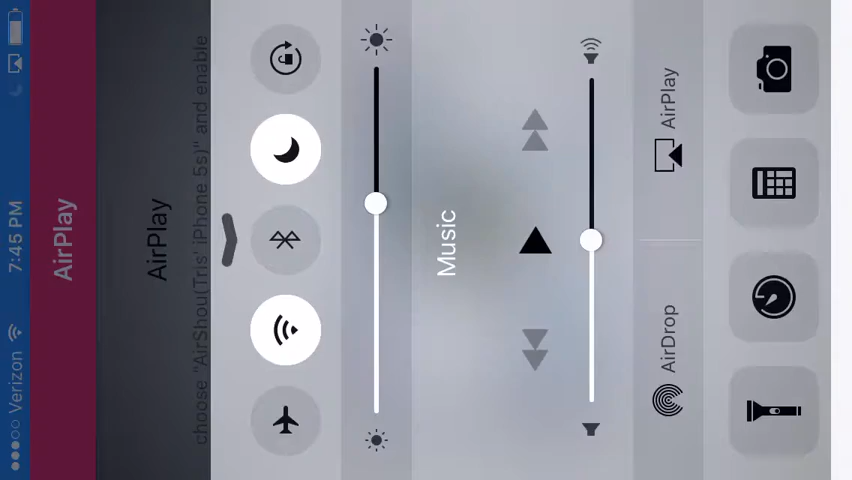 Verizon 7:45 PM
AirPlay
AirPlay
choose "AirShou(Tris' iPhone 5s)" and enable
Music
AirPlay
AirDrop